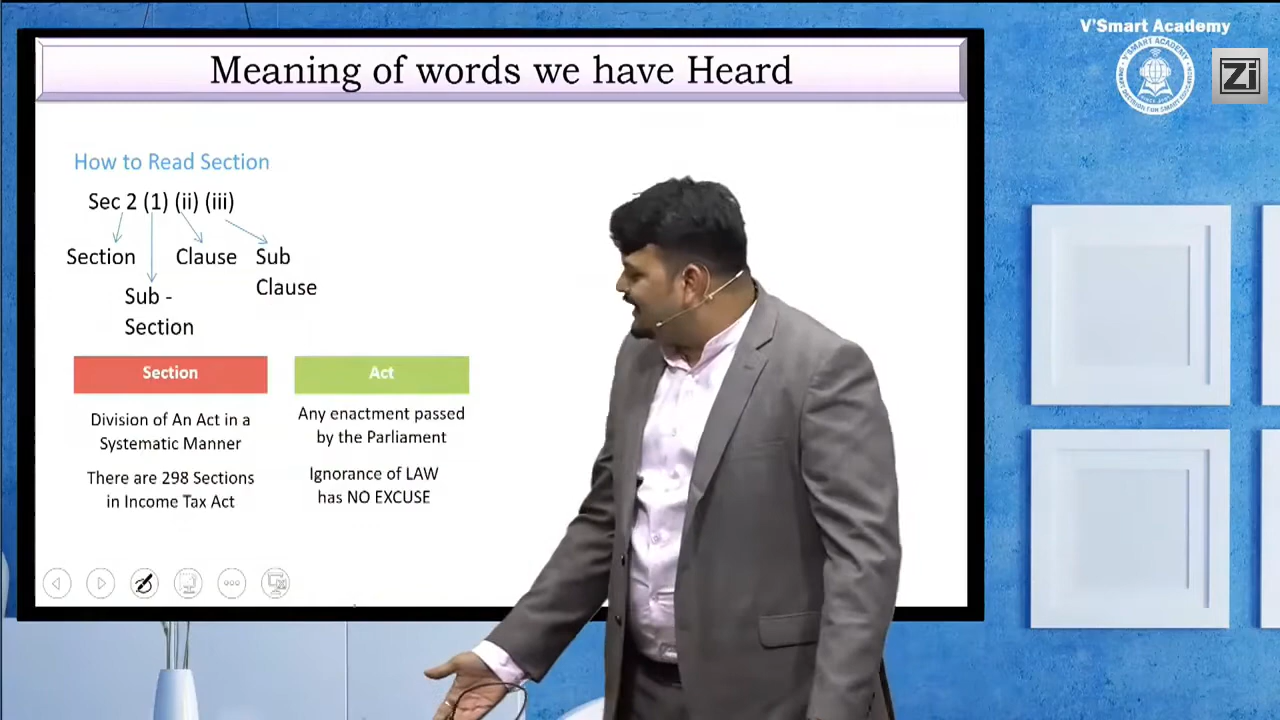 V'Smart Academy
Zi
Meaning of words we have Heard
How to Read Section
Sec 2 (1) (ii) (iii)
Section
Clause
Sub
Clause
Sub -
Section
Section
Division of An Act in a
Systematic Manner
There are 298 Sections
in Income Tax Act
Act
Any enactment passed
by the Parliament
Ignorance of LAW
has NO EXCUSE